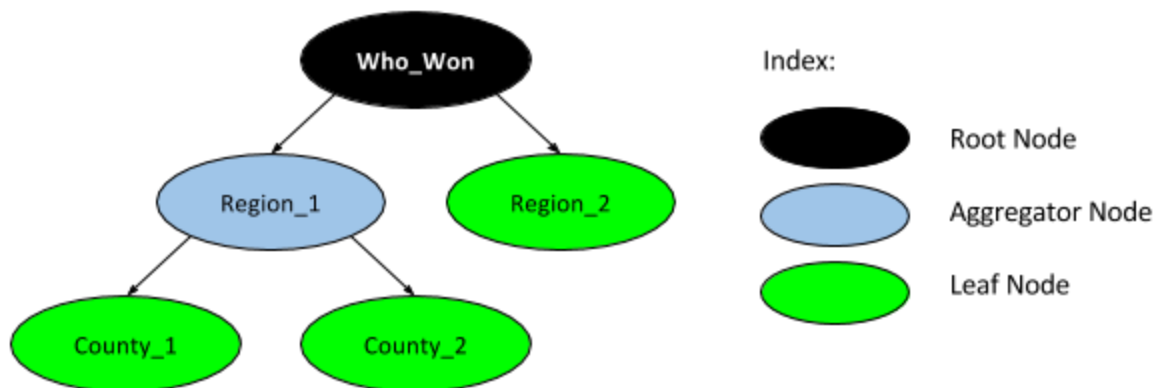 Who_Won
Index:
Root Node
Region_1
Region_2
Aggregator Node
Leaf Node
County_1
County_2